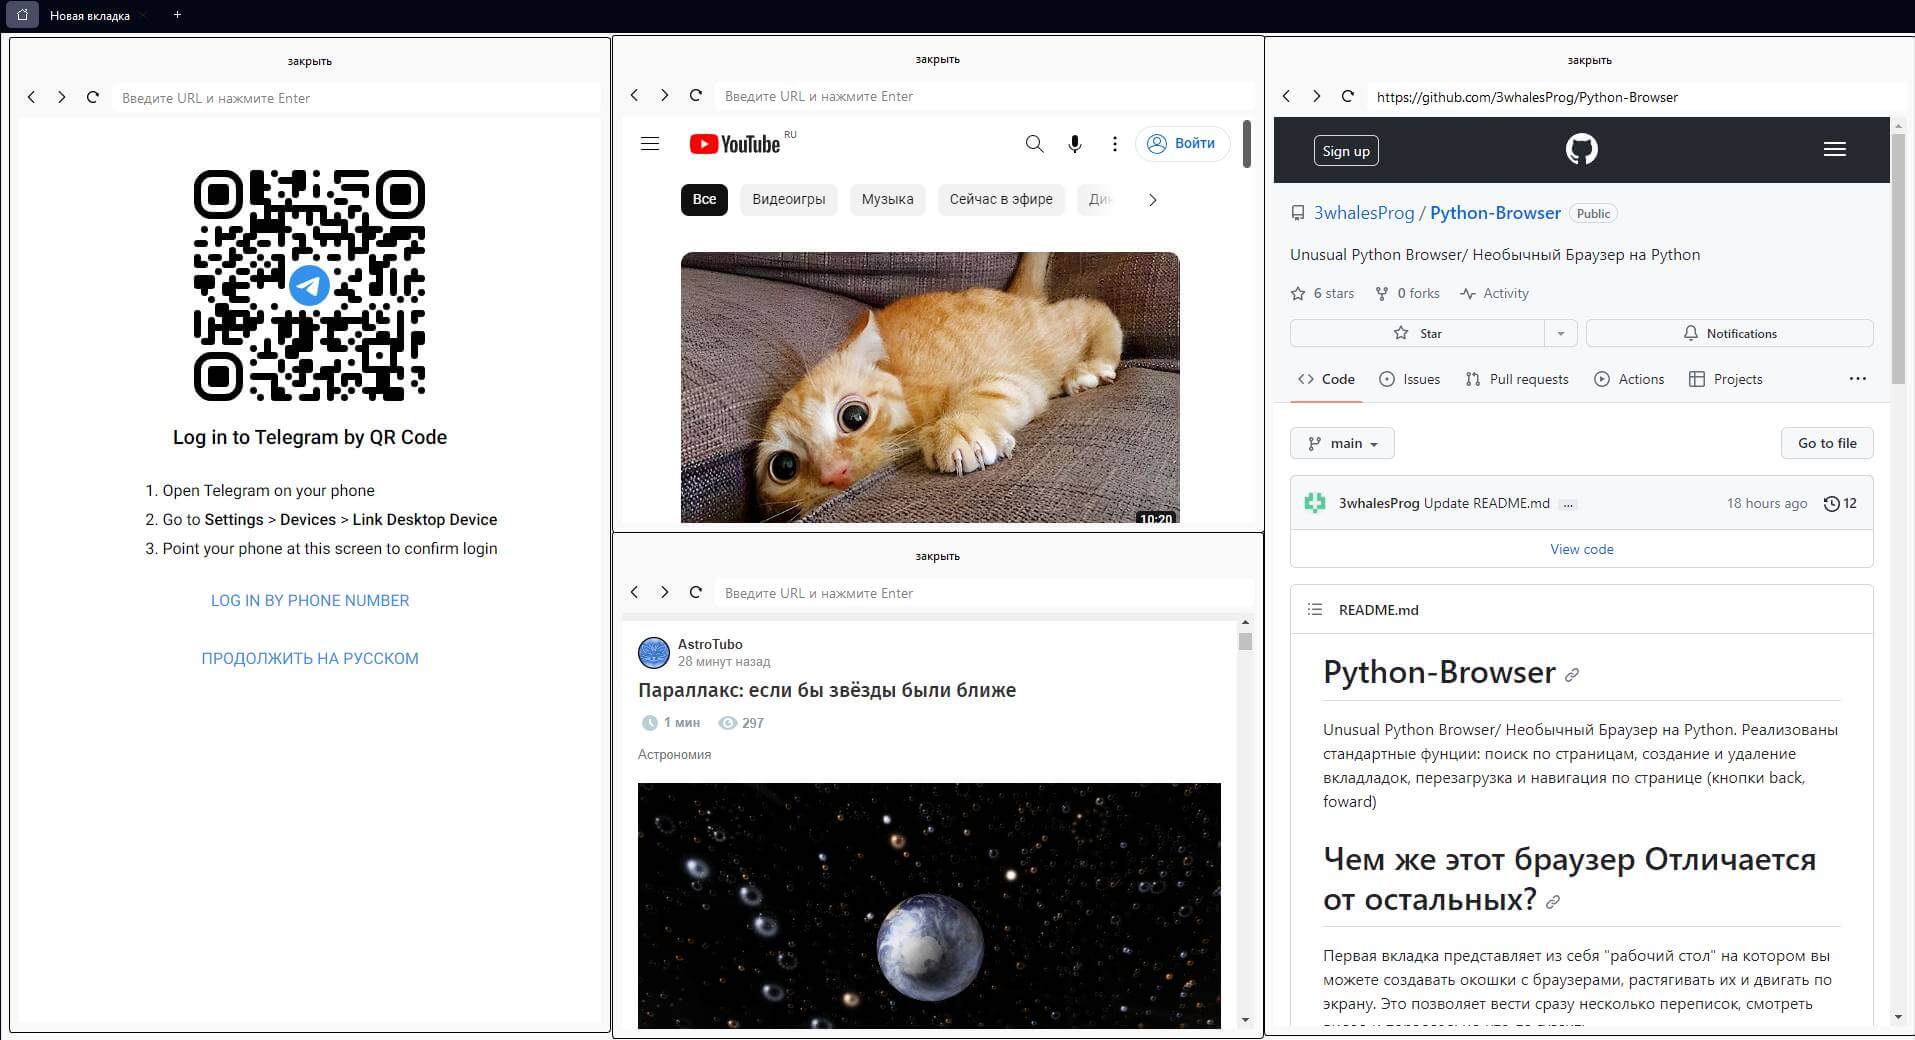 Новая вкладка
+
закрыть
Введите URL и нажмите Enter
Log in to Telegram by QR Code
1. Open Telegram on your phone
2. Go to Settings > Devices > Link Desktop Device
3. Point your phone at this screen to confirm login
LOG IN BY PHONE NUMBER
ПРОДОЛЖИТЬ НА РУССКОМ
закрыть
Введите URL и нажмите Enter
YouTube RU
Войти
Все Видеоигры Музыка Сейчас в эфире
10:20
закрыть
Введите URL и нажмите Enter
AstroTubo
28 минут назад
Параллакс: если бы звёзды были ближе
1 мин 297
Астрономия
закрыть
https://github.com/3whalesProg/Python-Browser
Sign up
3whalesProg / Python-Browser Public
Unusual Python Browser/ Необычный Браузер на Python
6 stars 0 forks Activity
Star Notifications
Code Issues Pull requests Actions Projects ...
main Go to file
3whalesProg Update README.md ... 18 hours ago 12
View code
README.md
Python-Browser
Unusual Python Browser/ Необычный Браузер на Python. Реализованы
стандартные фунции: поиск по страницам, создание и удаление
вкладладок, перезагрузка и навигация по странице (кнопки back,
foward)
Чем же этот браузер Отличается
от остальных?
Первая вкладка представляет из себя "рабочий стол" на котором вы
можете создавать окошки с браузерами, растягивать их и двигать по
экрану. Это позволяет вести сразу несколько переписок, смотреть